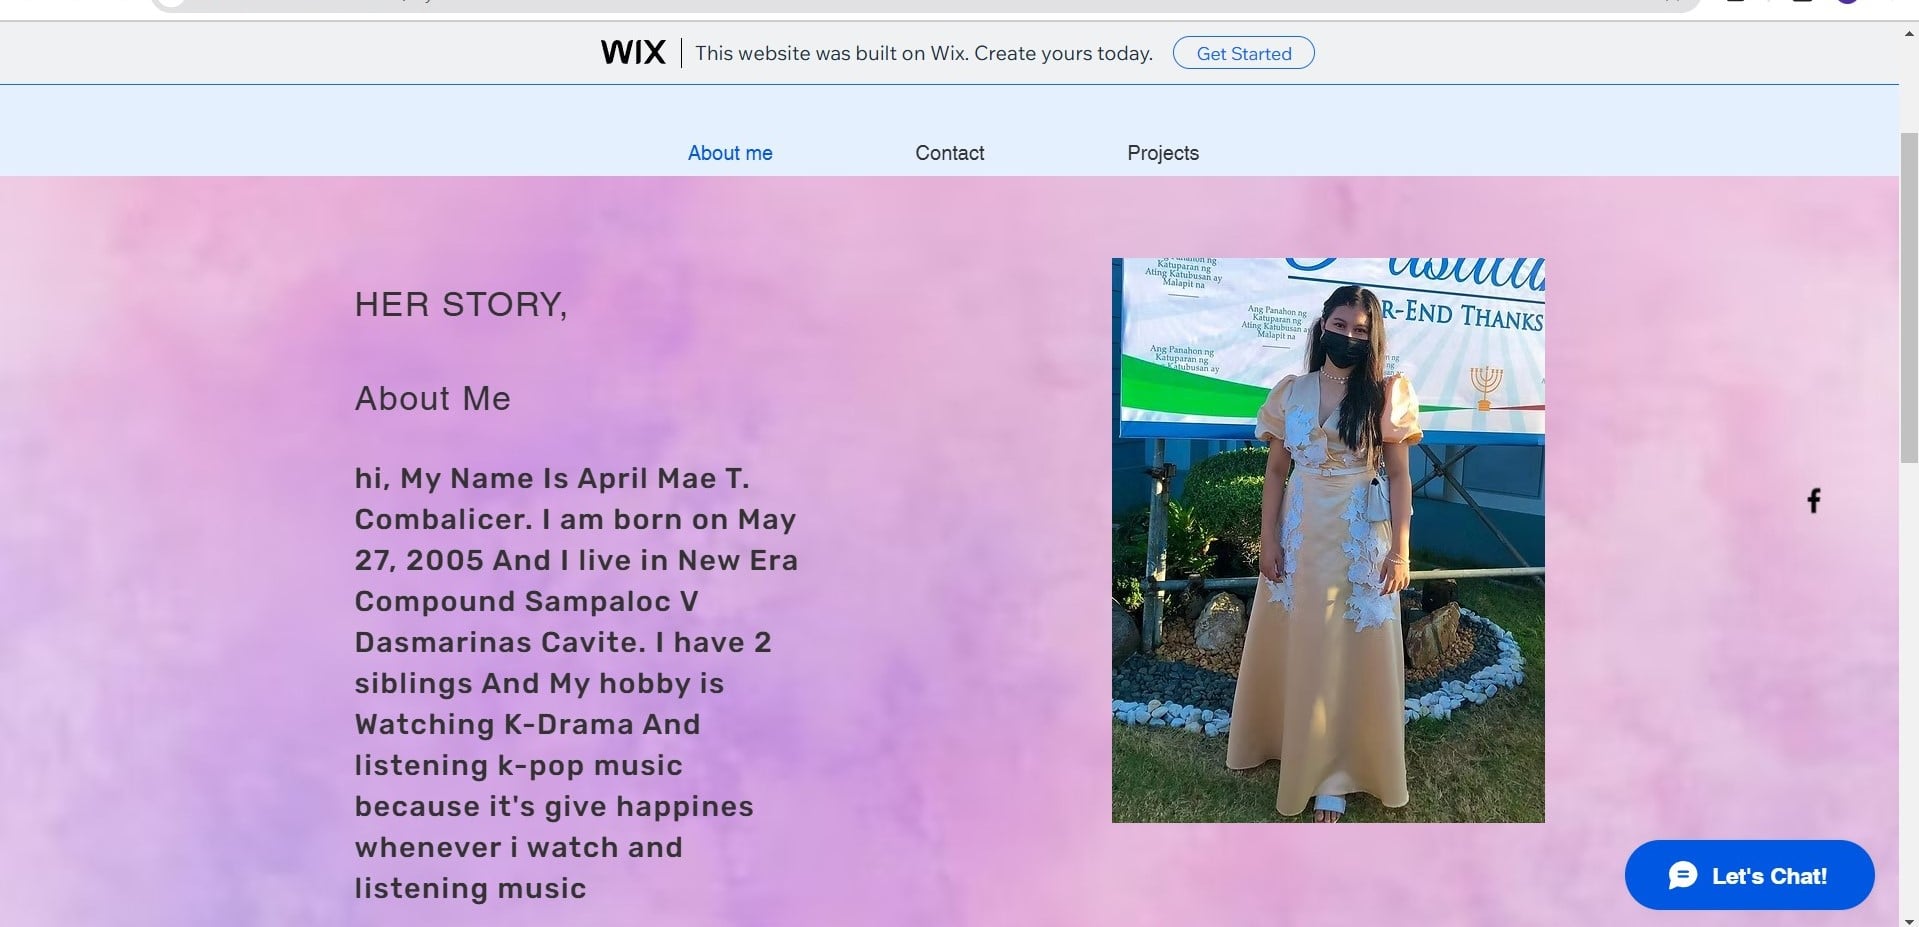 WIX
This website was built on Wix. Create yours today.
Get Started
About me
Contact
Projects
HER STORY,
About Me
hi, My Name Is April Mae T.
Combalicer. I am born on May
27, 2005 And I live in New Era
Compound Sampaloc V
Dasmarinas Cavite. I have 2
siblings And My hobby is
Watching K-Drama And
listening k-pop music
because it's give happines
whenever i watch and
listening music
Katuparan ng
Ating Katubusan ay
Malapit na
Ang Panahon ng
Katuparan ng
Ating Katubusan
Malapit na
Ang Panahon ng
Katuparan ng
Katubusan ay
R-END THANKS
f
Let's Chat!